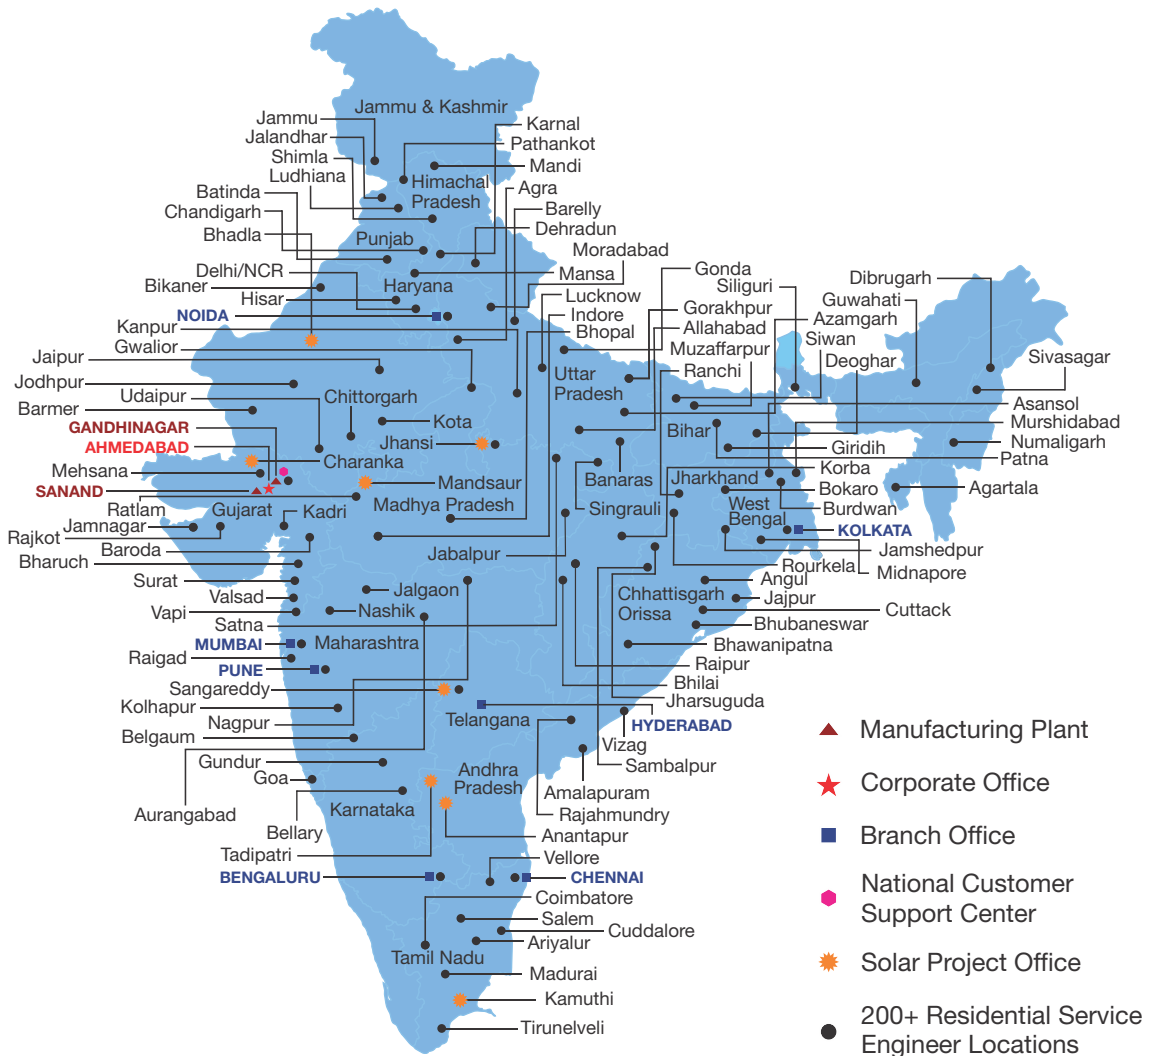 Jammu & Kashmir
Jammu
Karnal
Jalandhar
Pathankot
Shimla
Mandi
Ludhiana
Himachal
Pradesh
Agra
Batinda
Chandigarh
Barelly
Bhadla
Punjab
Dehradun
Moradabad
Delhi/NCR
Mansa
Gonda
Bikaner
Haryana
Siliguri
Dibrugarh
Hisar
Lucknow
Guwahati
NOIDA
Indore
Gorakhpur
Azamgarh
Kanpur
Bhopal
Allahabad
Siwan
Gwalior
Muzaffarpur
Deoghar
Sivasagar
Jaipur
Ranchi
Jodhpur
Uttar
Pradesh
Udaipur
Chittorgarh
Barmer
Asansol
Kota
Murshidabad
GANDHINAGAR
Bihar
Numaligarh
AHMEDABAD
Jhansi
Giridih
Patna
Charanka
Korba
Mehsana
Banaras
Jharkhand
SANAND
Mandsaur
Bokaro
Agartala
Ratlam
Gujarat
Kadri
Madhya Pradesh
Singrauli
West
Bengal
Burdwan
Jamnagar
KOLKATA
Rajkot
Baroda
Jabalpur
Jamshedpur
Bharuch
Rourkela
Midnapore
Surat
Angul
Valsad
Jalgaon
Chhattisgarh
Jajpur
Vapi
Nashik
Orissa
Cuttack
Satna
Bhubaneswar
MUMBAI
Maharashtra
Bhawanipatna
Raigad
PUNE
Raipur
Sangareddy
Bhilai
Kolhapur
Jharsuguda
Nagpur
Telangana
HYDERABAD
Belgaum
Vizag
Gundur
Sambalpur
Goa
Andhra
Pradesh
Amalapuram
Aurangabad
Karnataka
Rajahmundry
Bellary
Anantapur
Tadipatri
Vellore
BENGALURU
CHENNAI
Coimbatore
Salem
Cuddalore
Ariyalur
Tamil Nadu
Madurai
Kamuthi
Tirunelveli
Manufacturing Plant
Corporate Office
Branch Office
National Customer
Support Center
Solar Project Office
200+ Residential Service
Engineer Locations